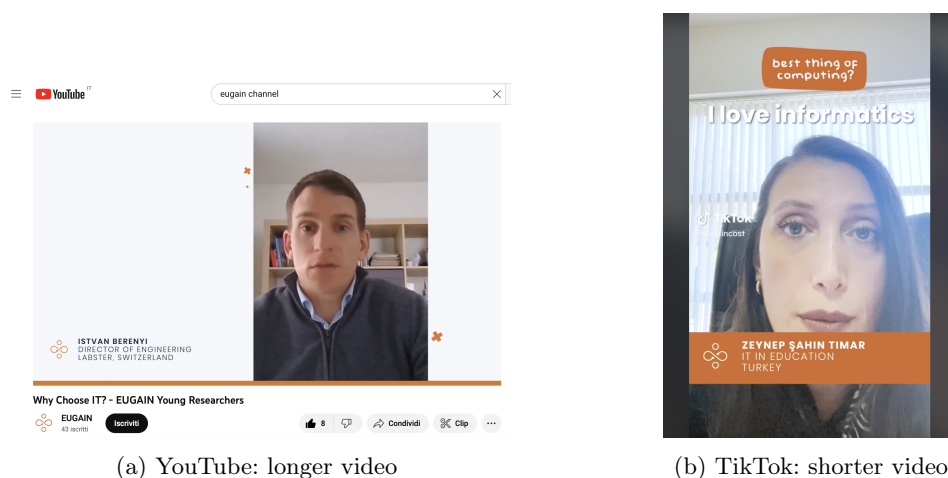 YouTube IT
eugain channel
ISTVAN BERENYI
DIRECTOR OF ENGINEERING
LABSTER, SWITZERLAND
Why Choose IT? - EUGAIN Young Researchers
EUGAIN
43 iscritti
Iscriviti
8
Condividi
Clip
(a) YouTube: longer video
best thing of
computing?
I love informatics
TikTok
ZEYNEP ŞAHIN TIMAR
IT IN EDUCATION
TURKEY
(b) TikTok: shorter video